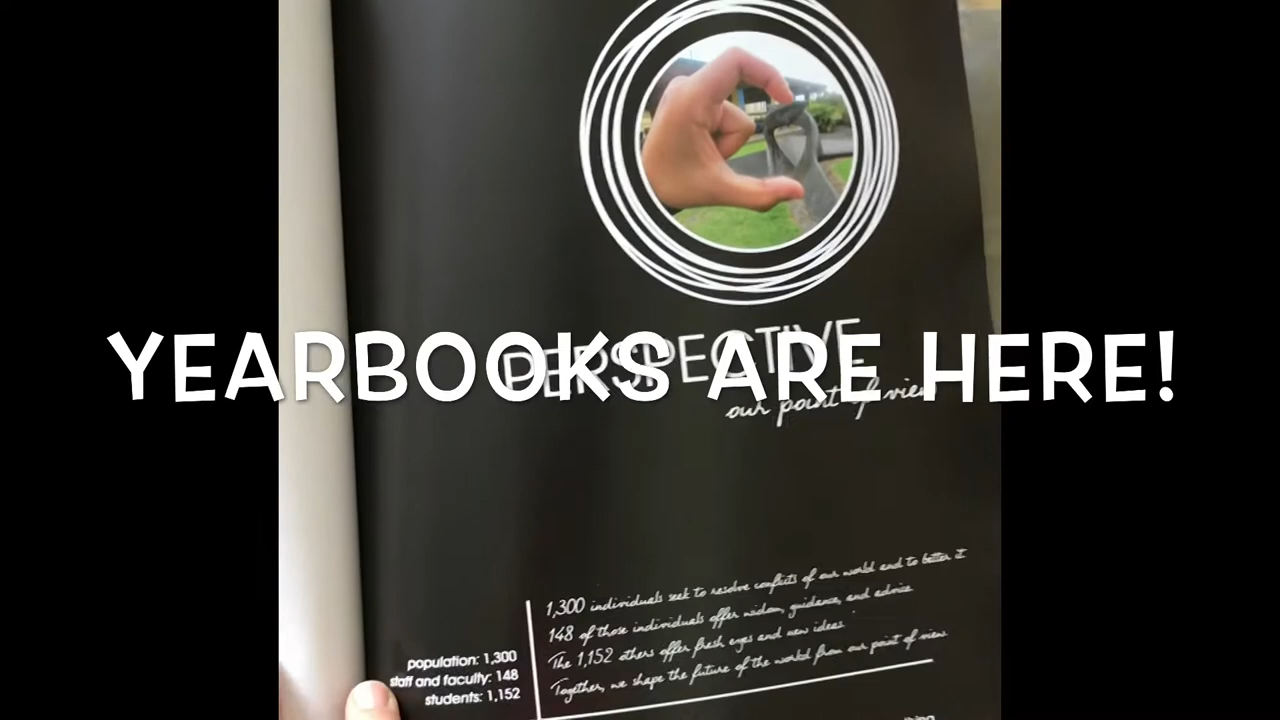 PERSPECTIVE
YEARBOOKS ARE HERE!
our point of view
1,300 individuals seek to resolve conflicts of our world and to better it
148 of those individuals offer wisdom, guidance, and advice
The 1,152 others offer fresh eyes and new ideas
Together, we shape the future of the world from our point of view
population: 1,300
staff and faculty: 148
students: 1,152